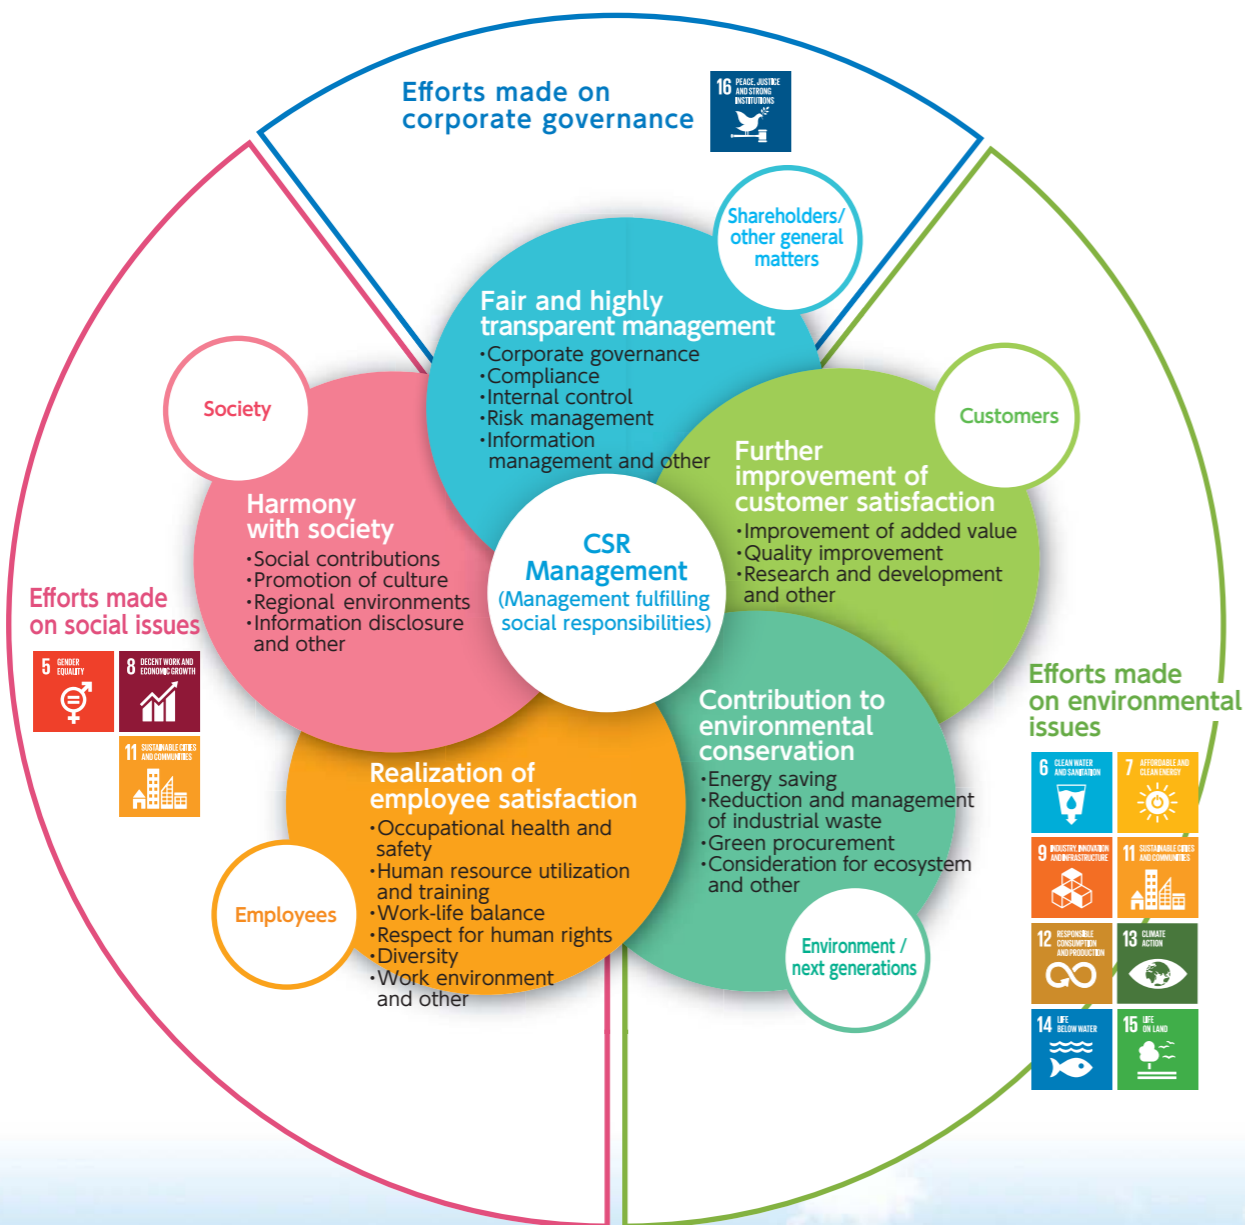 Efforts made on
corporate governance
16 PEACE, JUSTICE
AND STRONG
INSTITUTIONS
Shareholders/
other general
matters
Fair and highly
transparent management
・Corporate governance
・Compliance
・Internal control
・Risk management
・Information
management and other
Society
Harmony
with society
・Social contributions
・Promotion of culture
・Regional environments
・Information disclosure
and other
Customers
Further
improvement of
customer satisfaction
・Improvement of added value
・Quality improvement
・Research and development
and other
CSR
Management
(Management fulfilling
social responsibilities)
Efforts made
on social issues
5 GENDER
EQUALITY
8 DECENT WORK AND
ECONOMIC GROWTH
11 SUSTAINABLE CITIES
AND COMMUNITIES
Realization of
employee satisfaction
・Occupational health and
safety
・Human resource utilization
and training
・Work-life balance
・Respect for human rights
・Diversity
・Work environment
and other
Employees
Contribution to
environmental
conservation
・Energy saving
・Reduction and management
of industrial waste
・Green procurement
・Consideration for ecosystem
and other
Environment /
next generations
Efforts made
on environmental
issues
6 CLEAN WATER
AND SANITATION
7 AFFORDABLE AND
CLEAN ENERGY
9 INDUSTRY, INNOVATION
AND INFRASTRUCTURE
11 SUSTAINABLE CITIES
AND COMMUNITIES
12 RESPONSIBLE
CONSUMPTION
AND PRODUCTION
13 CLIMATE
ACTION
14 LIFE
BELOW WATER
15 LIFE
ON LAND